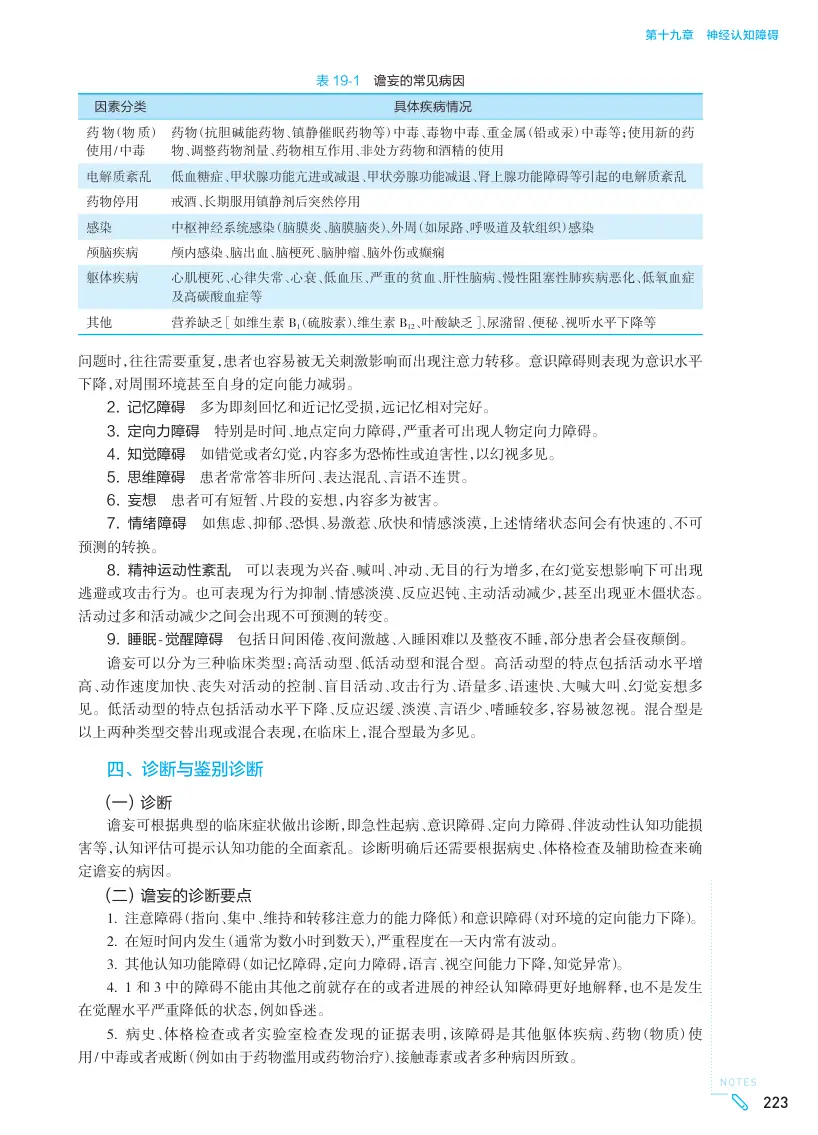 第十九章　神经认知障碍
表 19-1　谵妄的常见病因
因素分类　具体疾病情况
药物(物质)　药物(抗胆碱能药物、镇静催眠药物等)中毒、毒物中毒、重金属(铅或汞)中毒等;使用新的药
使用/中毒　物、调整药物剂量、药物相互作用、非处方药物和酒精的使用
电解质紊乱　低血糖症、甲状腺功能亢进或减退、甲状旁腺功能减退、肾上腺功能障碍等引起的电解质紊乱
药物停用　戒酒、长期服用镇静剂后突然停用
感染　中枢神经系统感染(脑膜炎、脑膜脑炎)、外周(如尿路、呼吸道及软组织)感染
颅脑疾病　颅内感染、脑出血、脑梗死、脑肿瘤、脑外伤或癫痫
躯体疾病　心肌梗死、心律失常、心衰、低血压、严重的贫血、肝性脑病、慢性阻塞性肺疾病恶化、低氧血症
及高碳酸血症等
其他　营养缺乏[如维生素 B₁(硫胺素)、维生素 B₁₂、叶酸缺乏]、尿潴留、便秘、视听水平下降等
问题时,往往需要重复,患者也容易被无关刺激影响而出现注意力转移。意识障碍则表现为意识水平
下降,对周围环境甚至自身的定向能力减弱。
2. 记忆障碍　多为即刻回忆和近记忆受损,远记忆相对完好。
3. 定向力障碍　特别是时间、地点定向力障碍,严重者可出现人物定向力障碍。
4. 知觉障碍　如错觉或者幻觉,内容多为恐怖性或迫害性,以幻视多见。
5. 思维障碍　患者常常答非所问、表达混乱、言语不连贯。
6. 妄想　患者可有短暂、片段的妄想,内容多为被害。
7. 情绪障碍　如焦虑、抑郁、恐惧、易激惹、欣快和情感淡漠,上述情绪状态间会有快速的、不可
预测的转换。
8. 精神运动性紊乱　可以表现为兴奋、喊叫、冲动、无目的行为增多,在幻觉妄想影响下可出现
逃避或攻击行为。也可表现为行为抑制、情感淡漠、反应迟钝、主动活动减少,甚至出现亚木僵状态。
活动过多和活动减少之间会出现不可预测的转变。
9. 睡眠-觉醒障碍　包括日间困倦、夜间激越、入睡困难以及整夜不睡,部分患者会昼夜颠倒。
谵妄可以分为三种临床类型:高活动型、低活动型和混合型。高活动型的特点包括活动水平增
高、动作速度加快、丧失对活动的控制、盲目活动、攻击行为、语量多、语速快、大喊大叫、幻觉妄想多
见。低活动型的特点包括活动水平下降、反应迟缓、淡漠、言语少、嗜睡较多,容易被忽视。混合型是
以上两种类型交替出现或混合表现,在临床上,混合型最为多见。
四、诊断与鉴别诊断
(一)诊断
谵妄可根据典型的临床症状做出诊断,即急性起病、意识障碍、定向力障碍、伴波动性认知功能损
害等,认知评估可提示认知功能的全面紊乱。诊断明确后还需要根据病史、体格检查及辅助检查来确
定谵妄的病因。
(二)谵妄的诊断要点
1. 注意障碍(指向、集中、维持和转移注意力的能力降低)和意识障碍(对环境的定向能力下降)。
2. 在短时间内发生(通常为数小时到数天),严重程度在一天内常有波动。
3. 其他认知功能障碍(如记忆障碍,定向力障碍,语言、视空间能力下降,知觉异常)。
4. 1 和 3 中的障碍不能由其他之前就存在的或者进展的神经认知障碍更好地解释,也不是发生
在觉醒水平严重降低的状态,例如昏迷。
5. 病史、体格检查或者实验室检查发现的证据表明,该障碍是其他躯体疾病、药物(物质)使
用/中毒或者戒断(例如由于药物滥用或药物治疗)、接触毒素或者多种病因所致。
NOTES
223